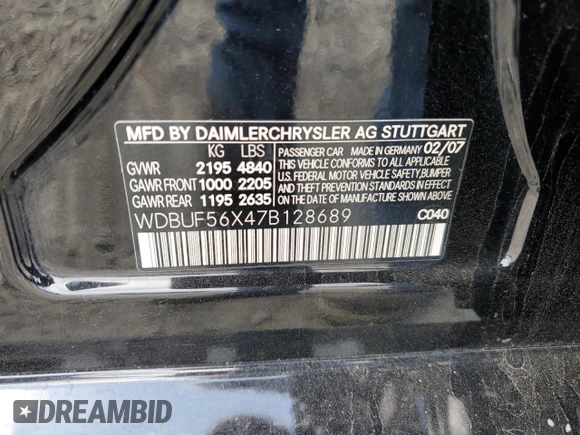 MFD BY DAIMLERCHRYSLER AG STUTTGART
KG LBS
GVWR 2195 4840
GAWR FRONT 1000 2205
GAWR REAR 1195 2635
PASSENGER CAR MADE IN GERMANY 02/07
THIS VEHICLE CONFORMS TO ALL APPLICABLE
U.S. FEDERAL MOTOR VEHICLE SAFETY, BUMPER
AND THEFT PREVENTION STANDARDS IN EFFECT
ON THE DATE OF MANUFACTURE SHOWN ABOVE.
WDBUF56X47B128689 C040
DREAMBID